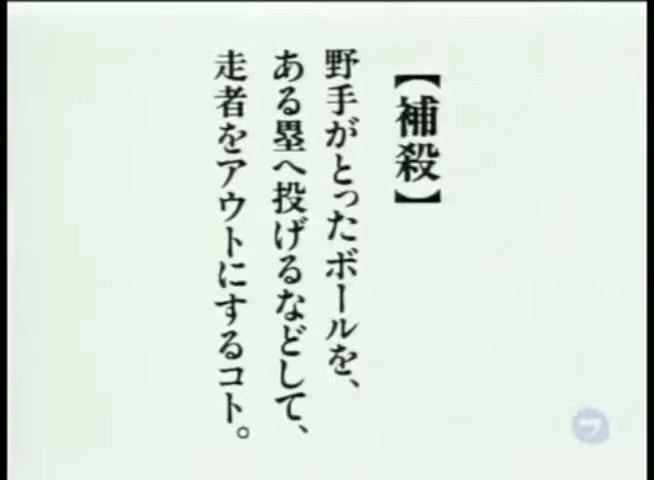 【補殺】
野手がとったボールを、
ある塁へ投げるなどして、
走者をアウトにするコト。